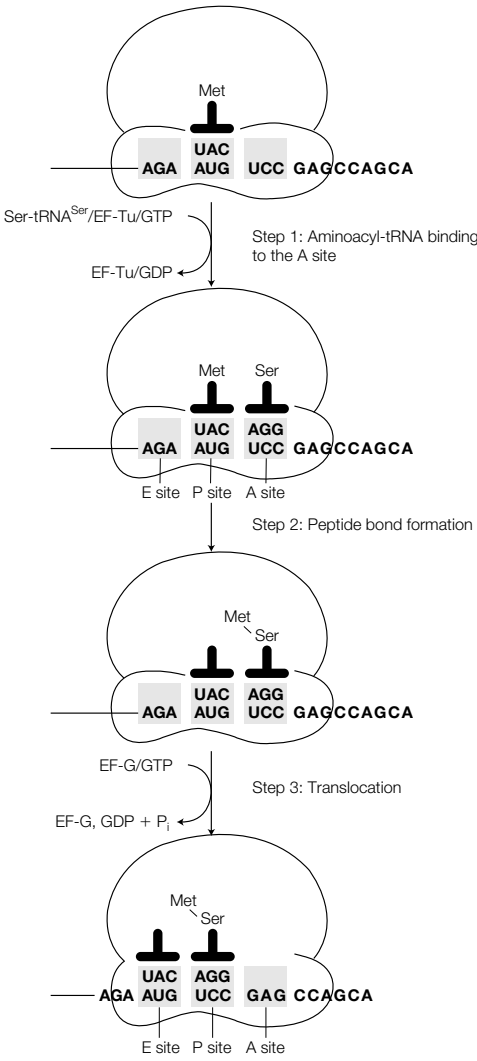 Met
UAC
AGA AUG UCC GAGCCAGCA
Ser-tRNA^Ser/EF-Tu/GTP
Step 1: Aminoacyl-tRNA binding
to the A site
EF-Tu/GDP
Met Ser
UAC AGG
AGA AUG UCC GAGCCAGCA
E site P site A site
Step 2: Peptide bond formation
Met
Ser
UAC AGG
AGA AUG UCC GAGCCAGCA
EF-G/GTP
Step 3: Translocation
EF-G, GDP + Pi
Met
Ser
UAC AGG
AGA AUG UCC GAG CCAGCA
E site P site A site